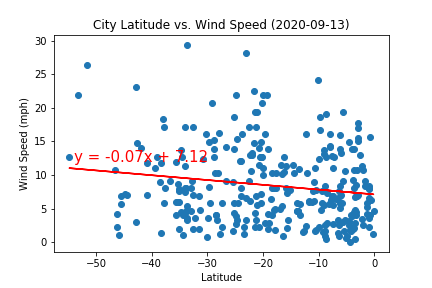 City Latitude vs. Wind Speed (2020-09-13)
30
25
20
15
10
5
0
Wind Speed (mph)
y = -0.07x + 7.12
−50 −40 −30 −20 −10 0
Latitude